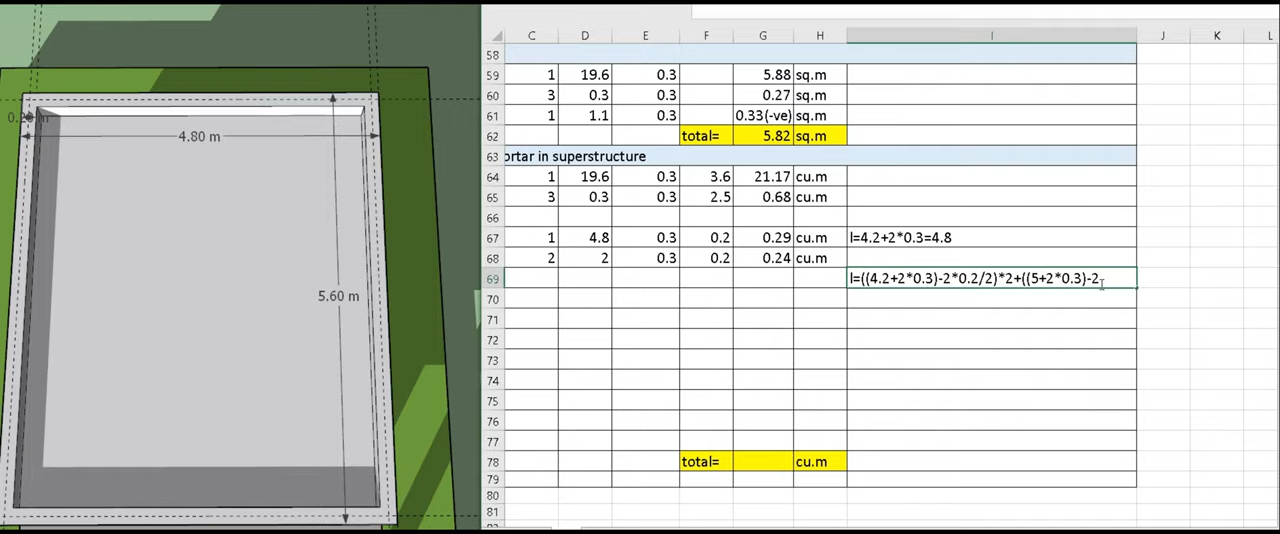 0.20 m
4.80 m
5.60 m
C D E F G H I J K L
58
59 1 19.6 0.3 5.88 sq.m
60 3 0.3 0.3 0.27 sq.m
61 1 1.1 0.3 0.33(-ve) sq.m
62 total= 5.82 sq.m
63 ortar in superstructure
64 1 19.6 0.3 3.6 21.17 cu.m
65 3 0.3 0.3 2.5 0.68 cu.m
66
67 1 4.8 0.3 0.2 0.29 cu.m l=4.2+2*0.3=4.8
68 2 2 0.3 0.2 0.24 cu.m
69 l=((4.2+2*0.3)-2*0.2/2)*2+((5+2*0.3)-2
70
71
72
73
74
75
76
77
78 total= cu.m
79
80
81